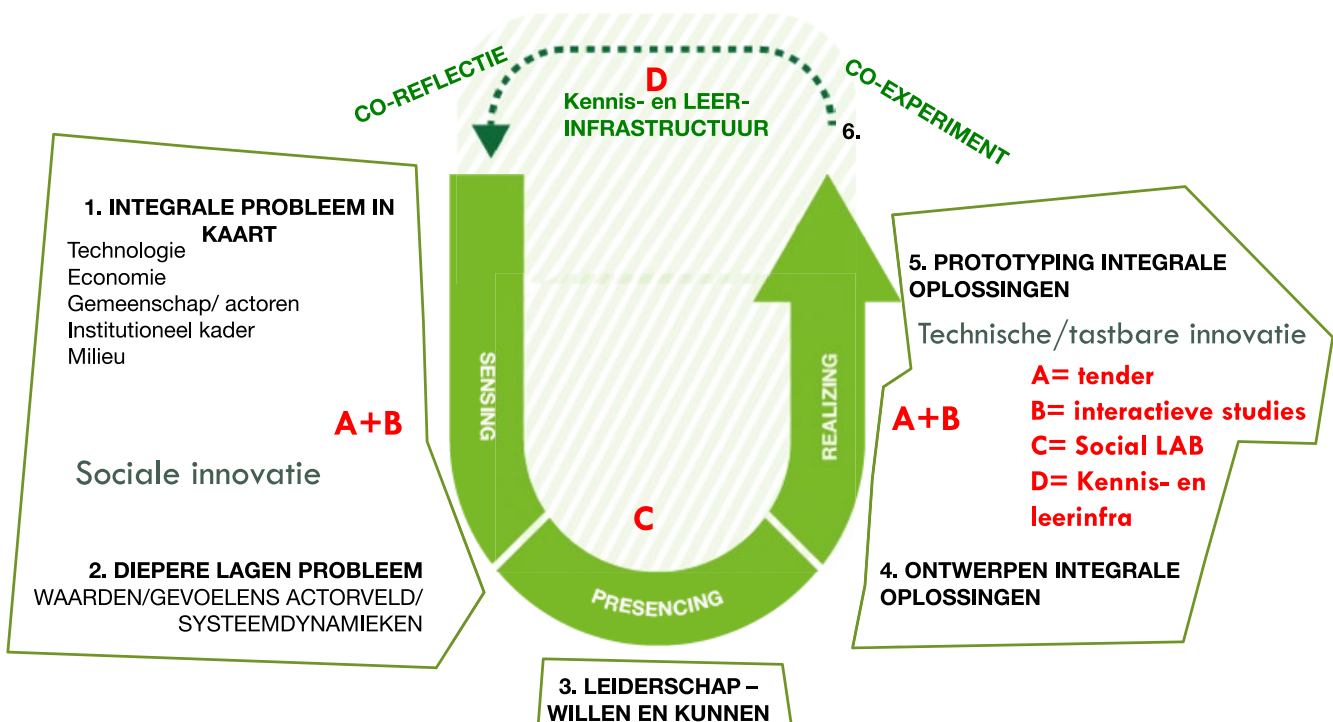 CO-REFLECTIE
D
Kennis- en LEER-
INFRASTRUCTUUR
6.
CO-EXPERIMENT
1. INTEGRALE PROBLEEM IN
KAART
Technologie
Economie
Gemeenschap/ actoren
Institutioneel kader
Milieu
A+B
Sociale innovatie
2. DIEPERE LAGEN PROBLEEM
WAARDEN/GEVOELENS ACTORVELD/
SYSTEEMDYNAMIEKEN
SENSING
C
PRESENCING
REALIZING
3. LEIDERSCHAP –
WILLEN EN KUNNEN
5. PROTOTYPING INTEGRALE
OPLOSSINGEN
Technische/tastbare innovatie
A+B
A= tender
B= interactieve studies
C= Social LAB
D= Kennis- en
leerinfra
4. ONTWERPEN INTEGRALE
OPLOSSINGEN